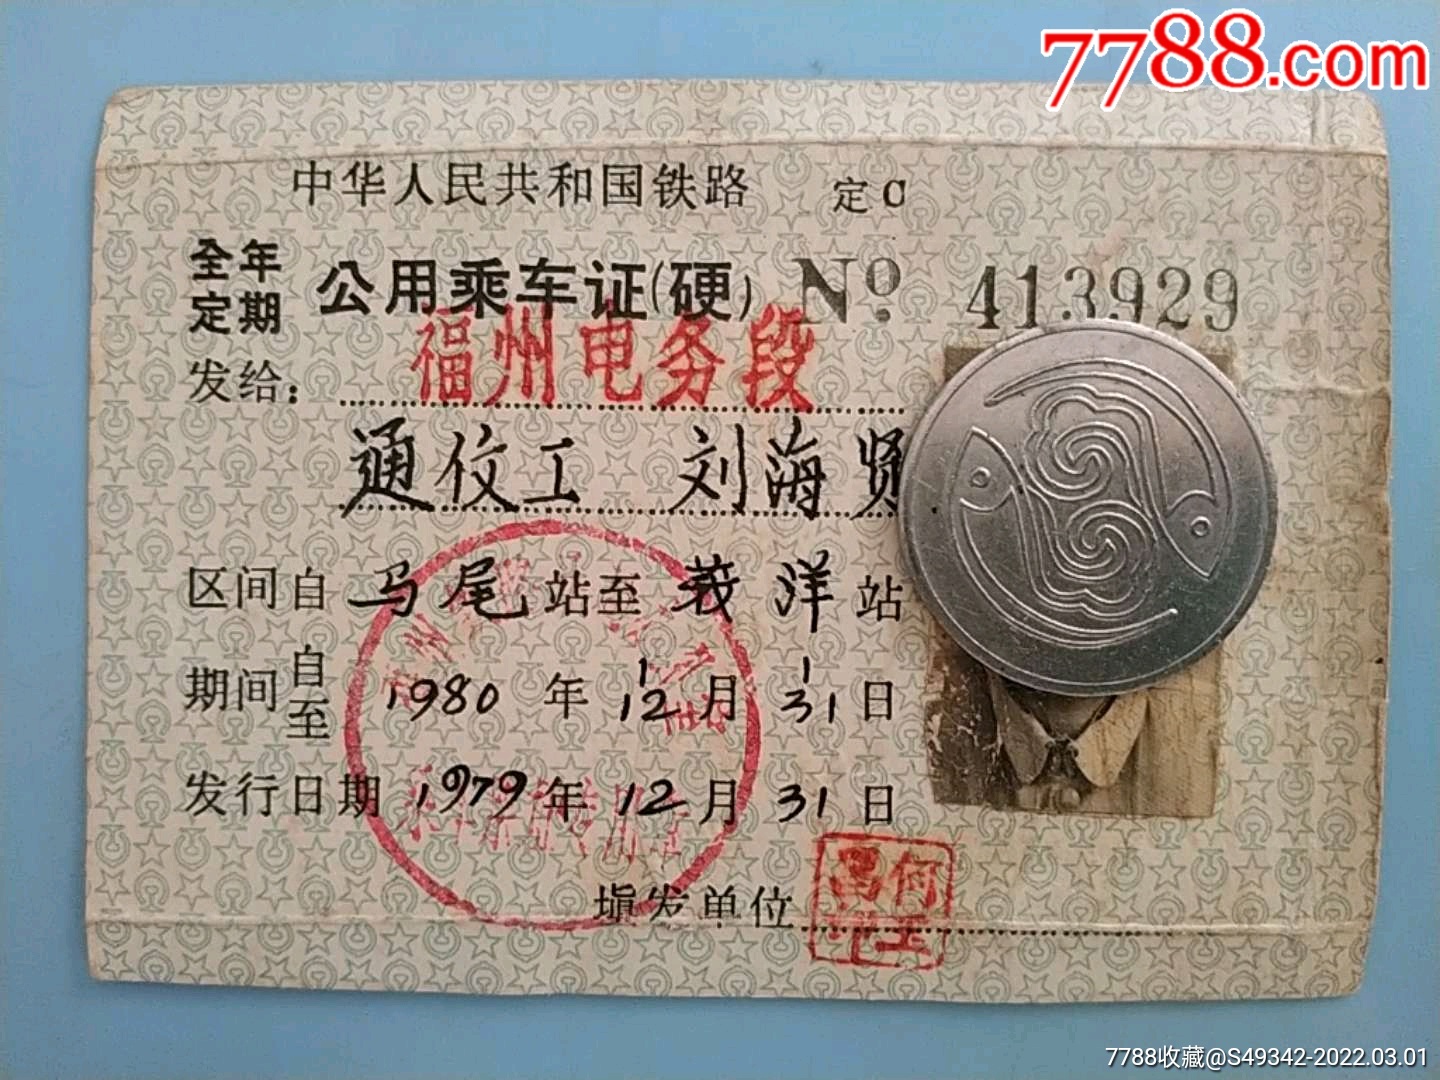 7788.com
中华人民共和国铁路 定C
全年定期 公用乘车证(硬) № 413929
发给: 福州电务段
通伩工 刘海贤
区间自 马尾 站至 莪洋 站
期间 自至 1980 年 1 12 月 1 31 日
发行日期 1979 年 12 月 31 日
填发单位
7788收藏@S49342-2022.03.01